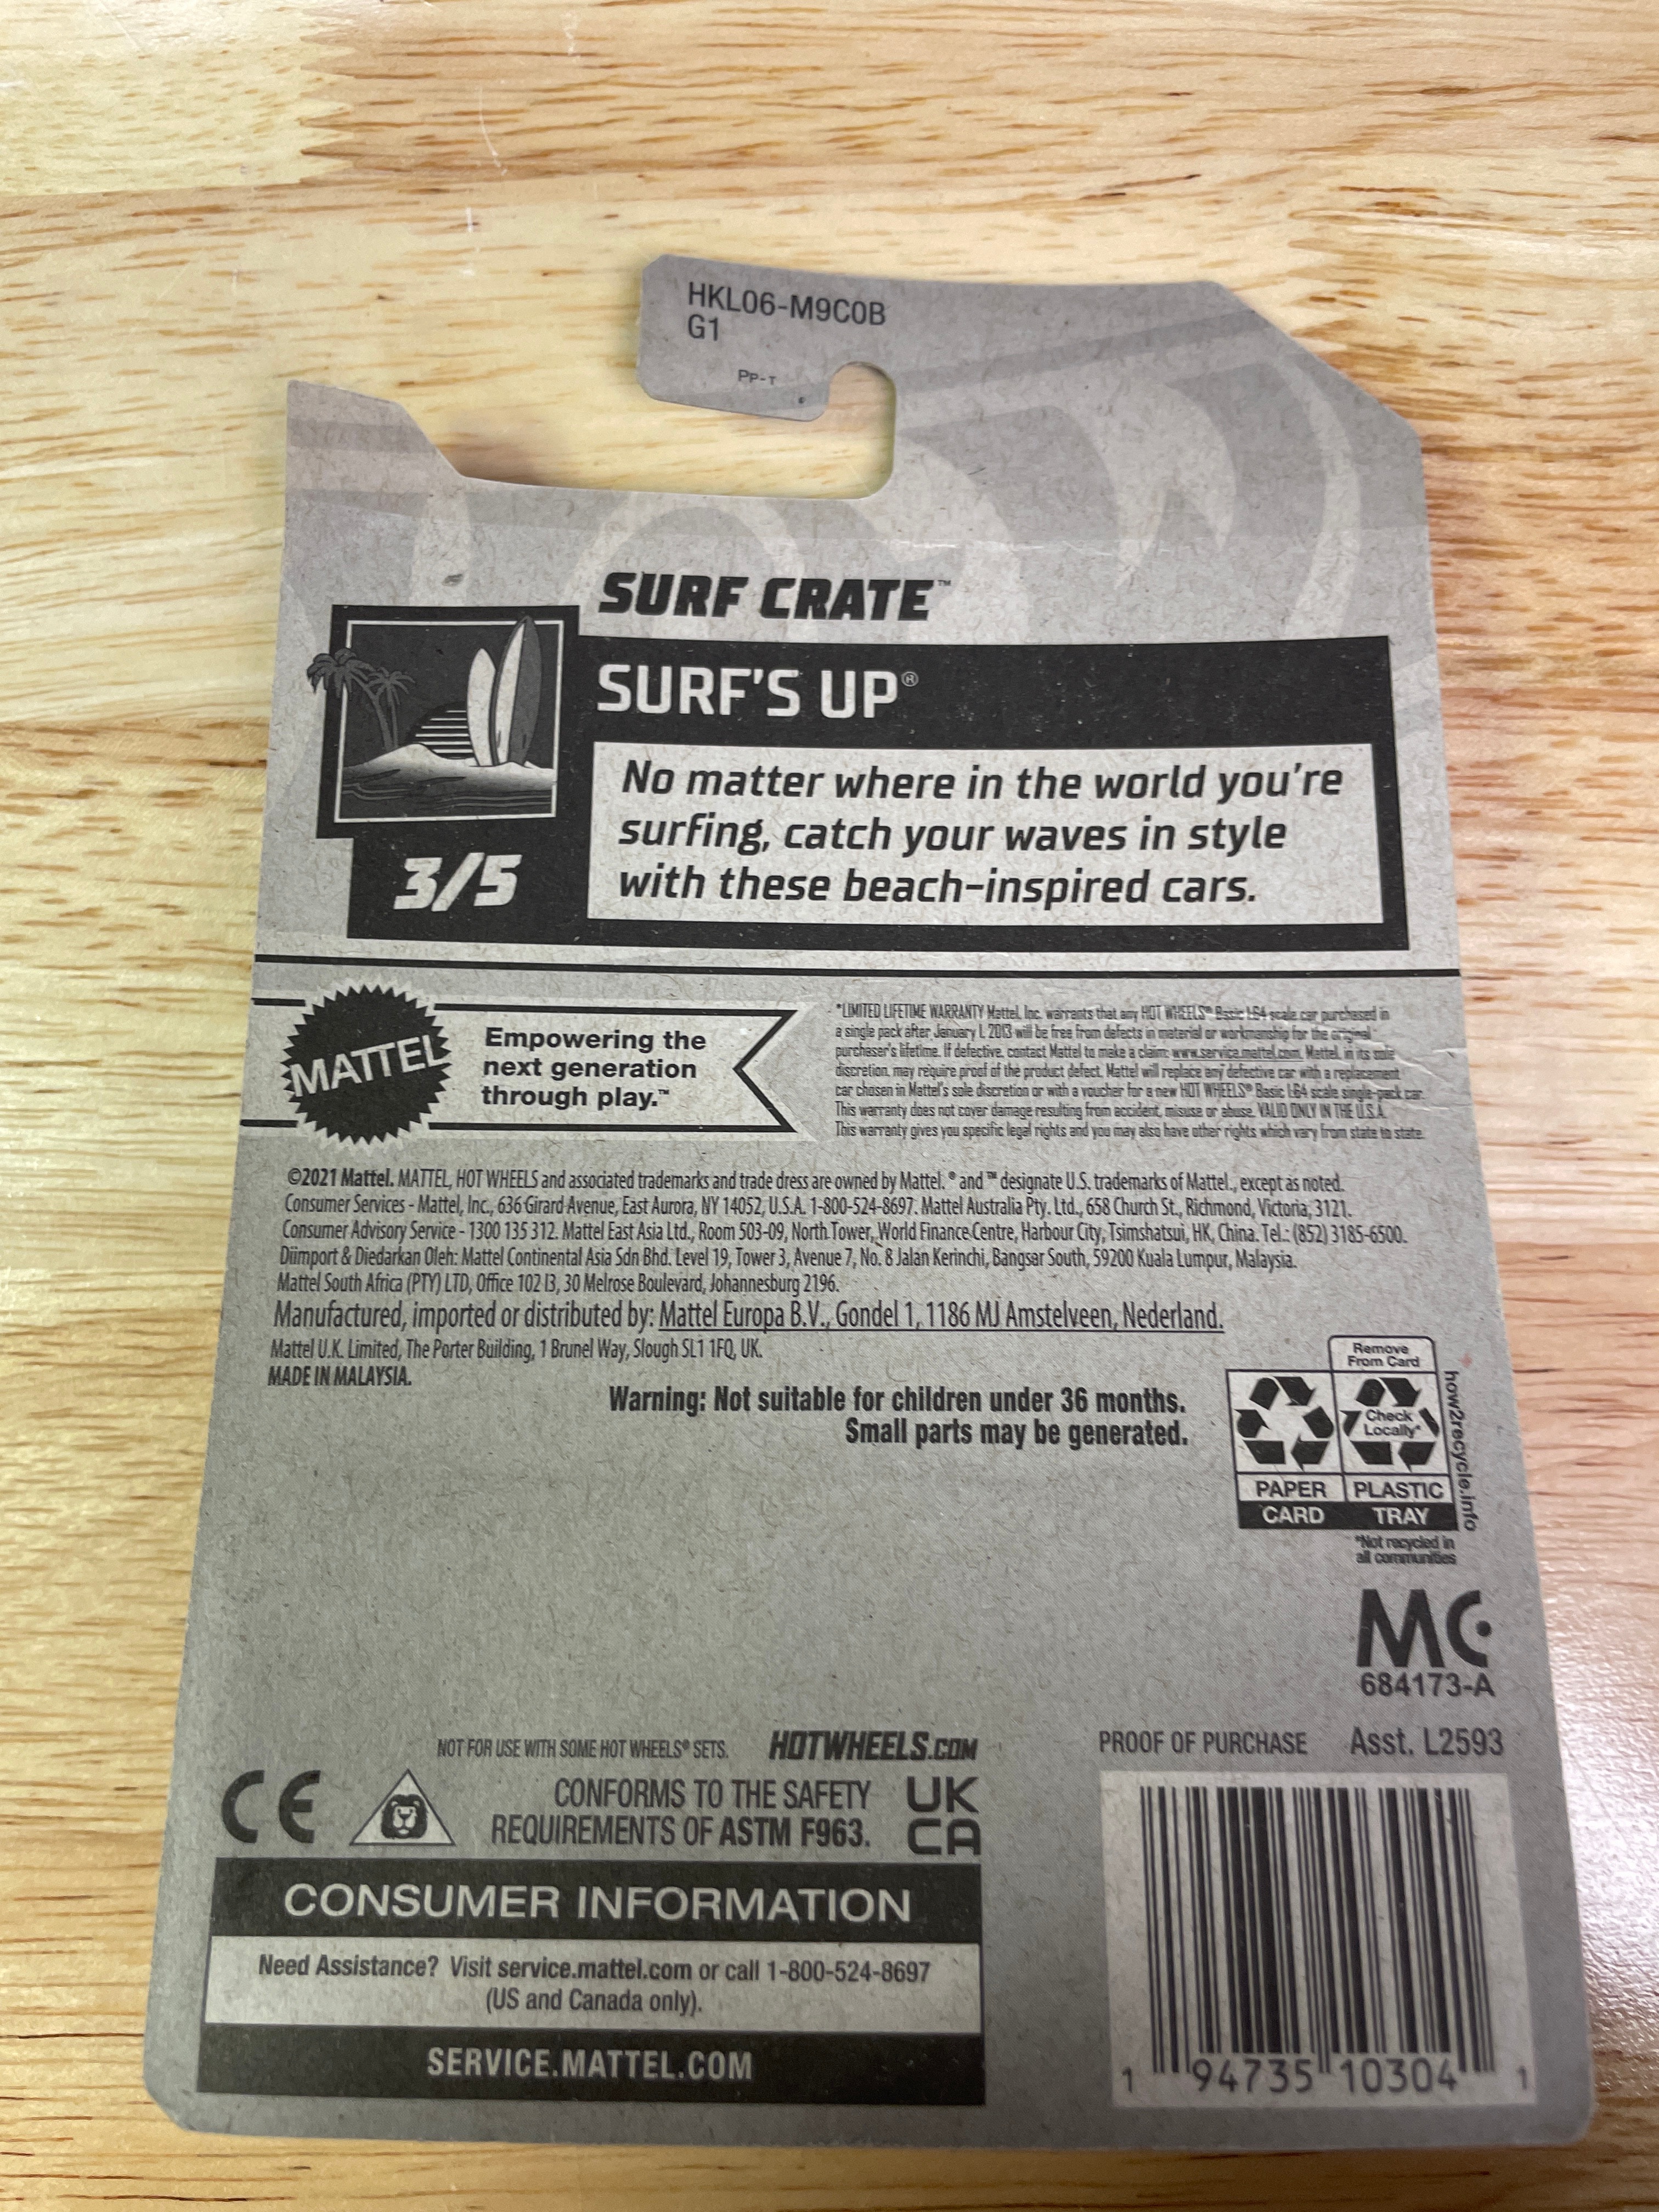 HKL06-M9C0B
G1
PP-T
SURF CRATE™
SURF'S UP®
No matter where in the world you're
surfing, catch your waves in style
with these beach-inspired cars.
3/5
MATTEL
Empowering the
next generation
through play.™
*LIMITED LIFETIME WARRANTY Mattel, Inc. warrants that any HOT WHEELS® Basic 1:64 scale car purchased in
a single pack after January 1, 2013 will be free from defects in material or workmanship for the original
purchaser's lifetime. If defective, contact Mattel to make a claim: www.service.mattel.com. Mattel, in its sole
discretion, may require proof of the product defect. Mattel will replace any defective car with a replacement
car chosen in Mattel's sole discretion or with a voucher for a new HOT WHEELS® Basic 1:64 scale single-pack car.
This warranty does not cover damage resulting from accident, misuse or abuse. VALID ONLY IN THE U.S.A.
This warranty gives you specific legal rights and you may also have other rights which vary from state to state.
©2021 Mattel. MATTEL, HOT WHEELS and associated trademarks and trade dress are owned by Mattel. ® and ™ designate U.S. trademarks of Mattel., except as noted.
Consumer Services - Mattel, Inc., 636 Girard Avenue, East Aurora, NY 14052, U.S.A. 1-800-524-8697. Mattel Australia Pty. Ltd., 658 Church St., Richmond, Victoria, 3121.
Consumer Advisory Service - 1300 135 312. Mattel East Asia Ltd., Room 503-09, North Tower, World Finance Centre, Harbour City, Tsimshatsui, HK, China. Tel.: (852) 3185-6500.
Diimport & Diedarkan Oleh: Mattel Continental Asia Sdn Bhd. Level 19, Tower 3, Avenue 7, No. 8 Jalan Kerinchi, Bangsar South, 59200 Kuala Lumpur, Malaysia.
Mattel South Africa (PTY) LTD, Office 102 I3, 30 Melrose Boulevard, Johannesburg 2196.
Manufactured, imported or distributed by: Mattel Europa B.V., Gondel 1, 1186 MJ Amstelveen, Nederland.
Mattel U.K. Limited, The Porter Building, 1 Brunel Way, Slough SL1 1FQ, UK.
MADE IN MALAYSIA.
Warning: Not suitable for children under 36 months.
Small parts may be generated.
Remove
From Card
Check
Locally*
PAPER
CARD
PLASTIC
TRAY
how2recycle.info
*Not recycled in
all communities
MC
684173-A
NOT FOR USE WITH SOME HOT WHEELS® SETS.
HOTWHEELS.COM
PROOF OF PURCHASE
Asst. L2593
CE
CONFORMS TO THE SAFETY
REQUIREMENTS OF ASTM F963.
UK
CA
CONSUMER INFORMATION
Need Assistance? Visit service.mattel.com or call 1-800-524-8697
(US and Canada only).
SERVICE.MATTEL.COM
1 94735 10304 1